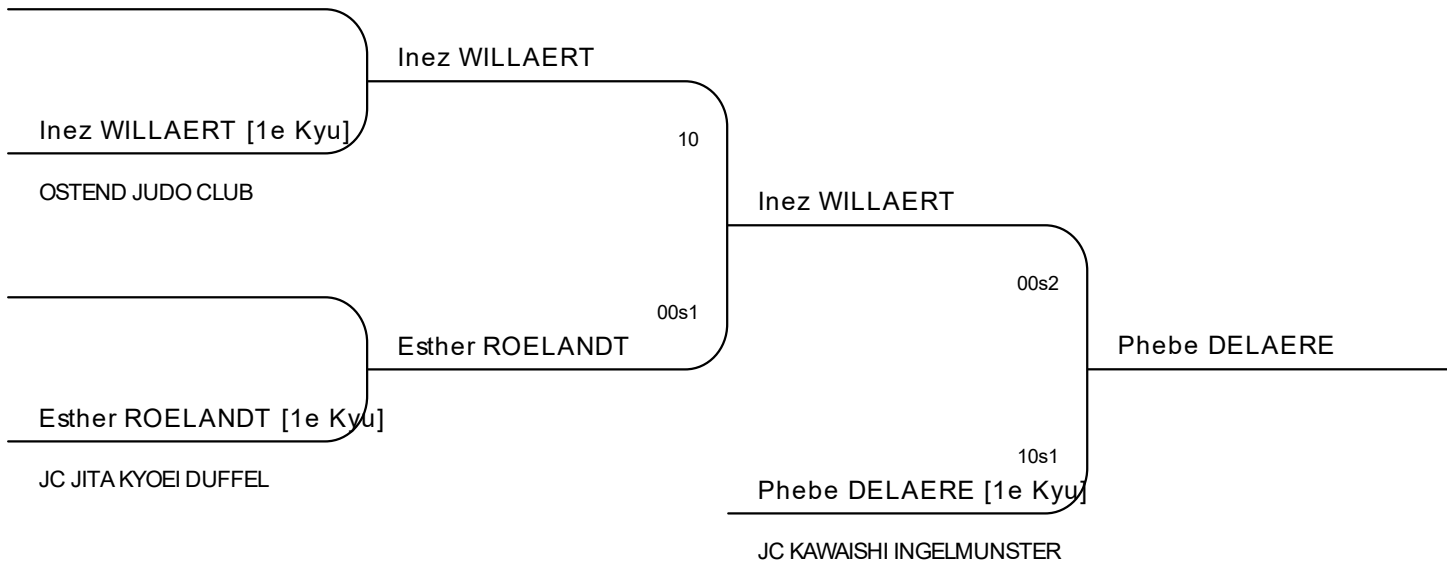 Inez WILLAERT
Inez WILLAERT [1e Kyu]
10
OSTEND JUDO CLUB
Inez WILLAERT
00s2
00s1
Esther ROELANDT
Phebe DELAERE
Esther ROELANDT [1e Kyu]
10s1
JC JITA KYOEI DUFFEL
Phebe DELAERE [1e Kyu]
JC KAWAISHI INGELMUNSTER